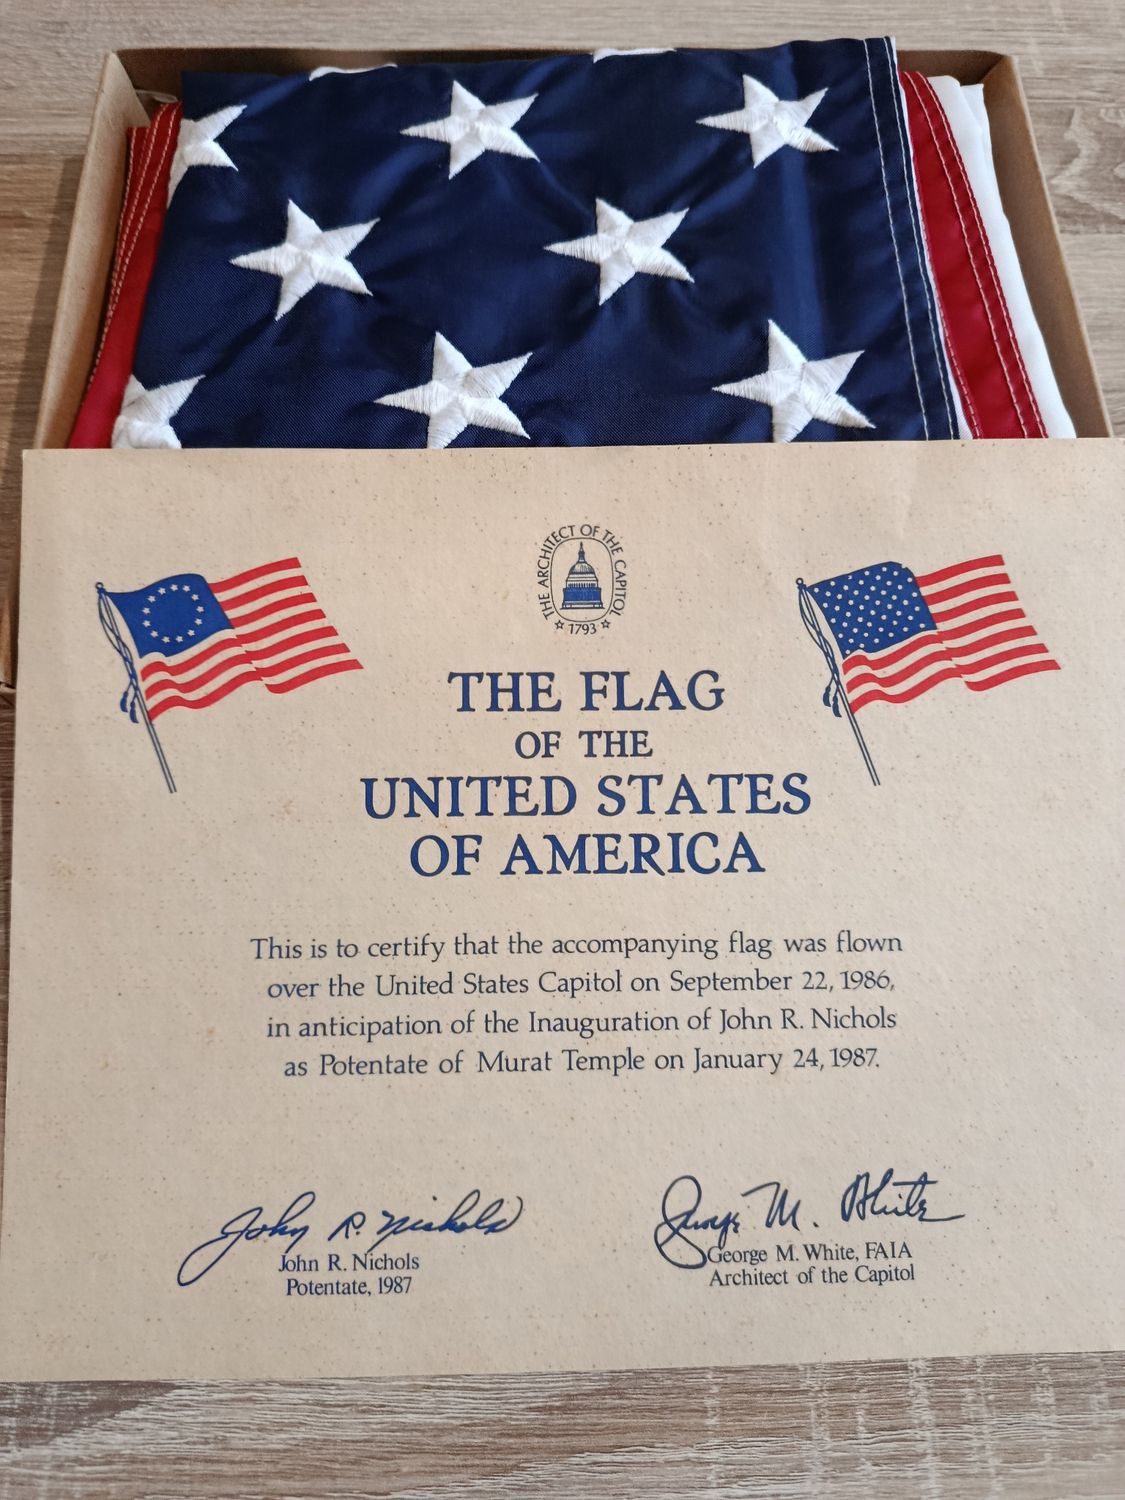 THE ARCHITECT OF THE CAPITOL
1793
THE FLAG
OF THE
UNITED STATES
OF AMERICA
This is to certify that the accompanying flag was flown
over the United States Capitol on September 22, 1986,
in anticipation of the Inauguration of John R. Nichols
as Potentate of Murat Temple on January 24, 1987.
John R. Nichols
John R. Nichols
Potentate, 1987
George M. White
George M. White, FAIA
Architect of the Capitol